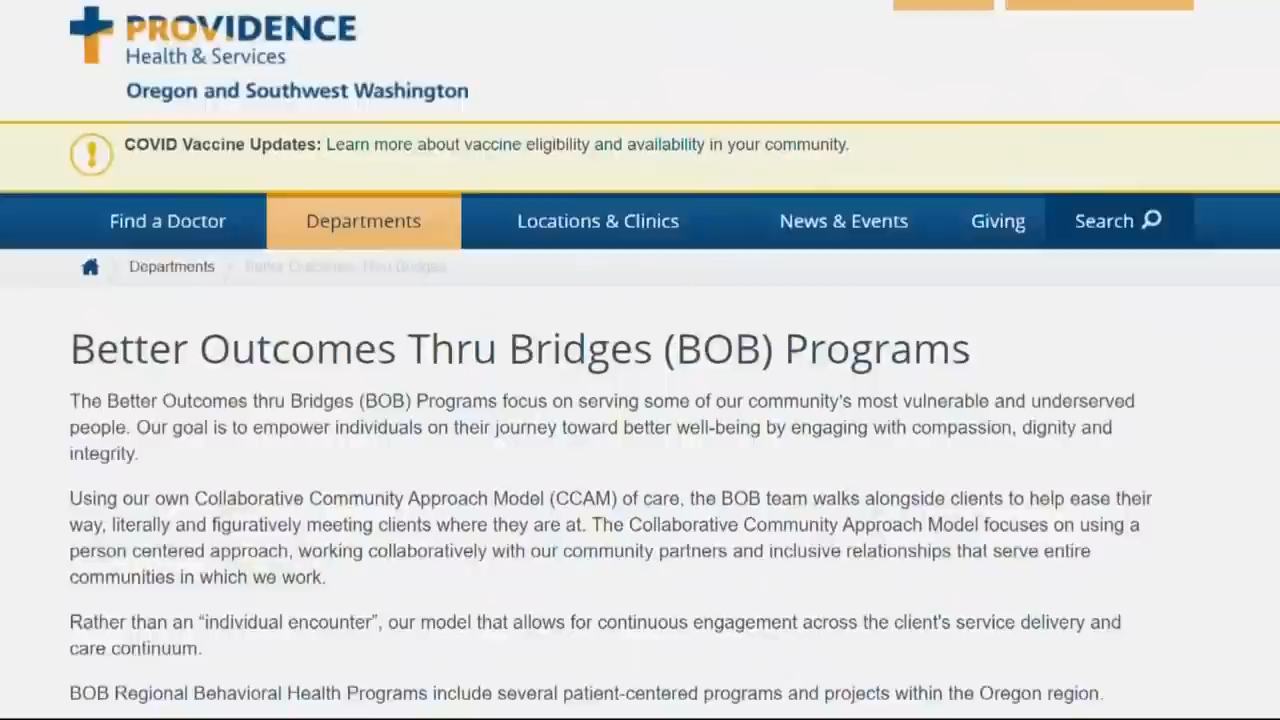 PROVIDENCE
Health & Services
Oregon and Southwest Washington
COVID Vaccine Updates: Learn more about vaccine eligibility and availability in your community.
Find a Doctor
Departments
Locations & Clinics
News & Events
Giving
Search
Departments
Better Outcomes Thru Bridges
Better Outcomes Thru Bridges (BOB) Programs
The Better Outcomes thru Bridges (BOB) Programs focus on serving some of our community's most vulnerable and underserved
people. Our goal is to empower individuals on their journey toward better well-being by engaging with compassion, dignity and
integrity.
Using our own Collaborative Community Approach Model (CCAM) of care, the BOB team walks alongside clients to help ease their
way, literally and figuratively meeting clients where they are at. The Collaborative Community Approach Model focuses on using a
person centered approach, working collaboratively with our community partners and inclusive relationships that serve entire
communities in which we work.
Rather than an “individual encounter”, our model that allows for continuous engagement across the client's service delivery and
care continuum.
BOB Regional Behavioral Health Programs include several patient-centered programs and projects within the Oregon region.